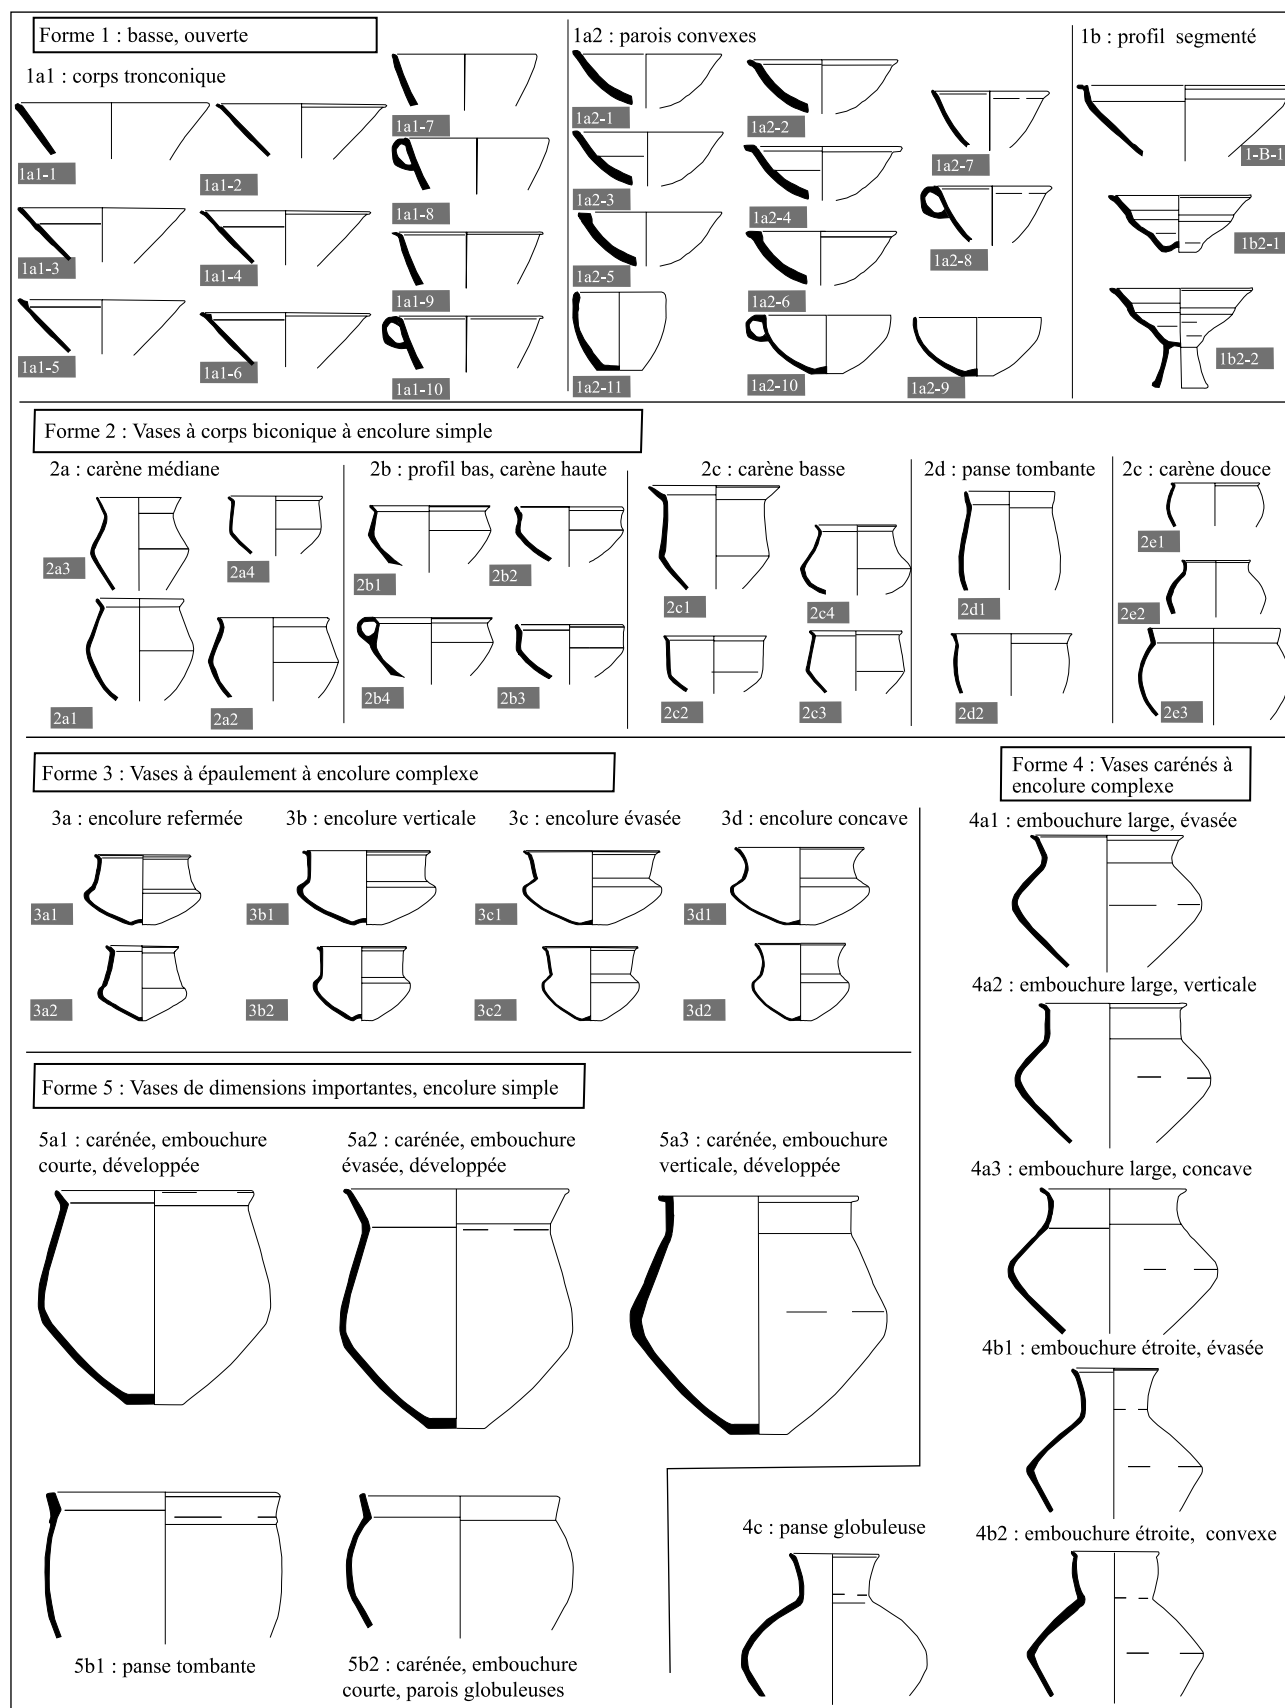 Forme 1 : basse, ouverte
1a1 : corps tronconique
1a1-1
1a1-2
1a1-3
1a1-4
1a1-5
1a1-6
1a1-7
1a1-8
1a1-9
1a1-10
1a2 : parois convexes
1a2-1
1a2-2
1a2-3
1a2-4
1a2-5
1a2-6
1a2-7
1a2-8
1a2-11
1a2-10
1a2-9
1b : profil segmenté
1-B-1
1b2-1
1b2-2
Forme 2 : Vases à corps biconique à encolure simple
2a : carène médiane
2a3
2a4
2a1
2a2
2b : profil bas, carène haute
2b1
2b2
2b4
2b3
2c : carène basse
2c1
2c4
2c2
2c3
2d : panse tombante
2d1
2d2
2c : carène douce
2e1
2e2
2e3
Forme 3 : Vases à épaulement à encolure complexe
3a : encolure refermée
3b : encolure verticale
3c : encolure évasée
3d : encolure concave
3a1
3b1
3c1
3d1
3a2
3b2
3c2
3d2
Forme 4 : Vases carénés à
encolure complexe
4a1 : embouchure large, évasée
4a2 : embouchure large, verticale
4a3 : embouchure large, concave
4b1 : embouchure étroite, évasée
4b2 : embouchure étroite, convexe
4c : panse globuleuse
Forme 5 : Vases de dimensions importantes, encolure simple
5a1 : carénée, embouchure
courte, développée
5a2 : carénée, embouchure
évasée, développée
5a3 : carénée, embouchure
verticale, développée
5b1 : panse tombante
5b2 : carénée, embouchure
courte, parois globuleuses